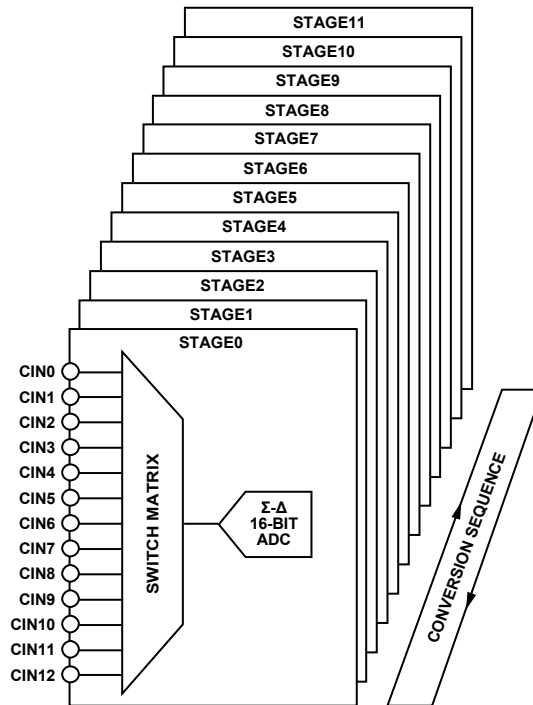 STAGE11
STAGE10
STAGE9
STAGE8
STAGE7
STAGE6
STAGE5
STAGE4
STAGE3
STAGE2
STAGE1
STAGE0
CIN0
CIN1
CIN2
CIN3
CIN4
CIN5
CIN6
CIN7
CIN8
CIN9
CIN10
CIN11
CIN12
SWITCH MATRIX
Σ-Δ
16-BIT
ADC
CONVERSION SEQUENCE